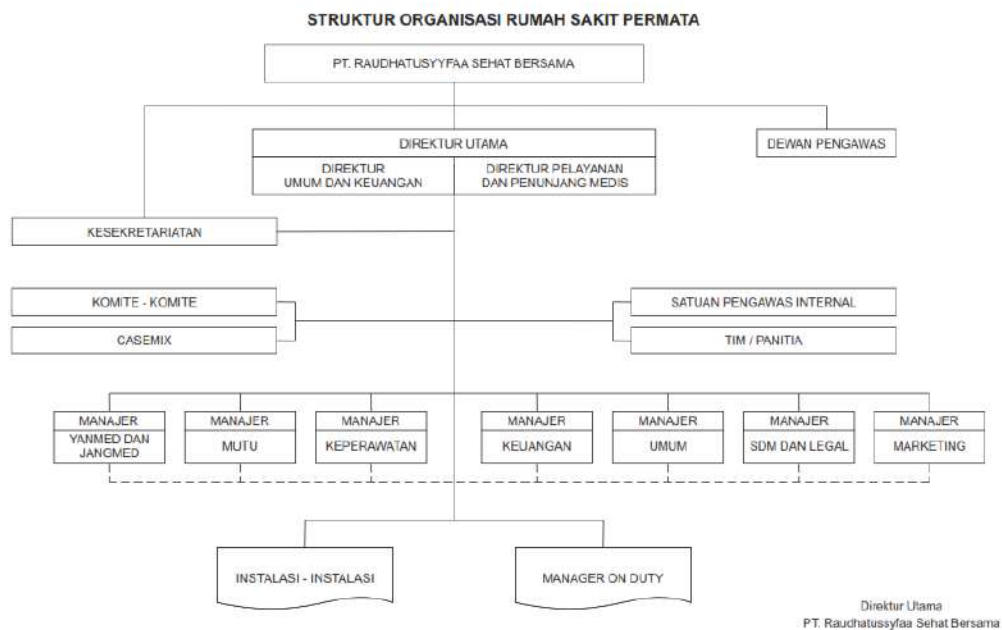 STRUKTUR ORGANISASI RUMAH SAKIT PERMATA
PT. RAUDHATUSYYFAA SEHAT BERSAMA
DIREKTUR UTAMA
DEWAN PENGAWAS
DIREKTUR
UMUM DAN KEUANGAN
DIREKTUR PELAYANAN
DAN PENUNJANG MEDIS
KESEKRETARIATAN
KOMITE - KOMITE
SATUAN PENGAWAS INTERNAL
CASEMIX
TIM / PANITIA
MANAJER
YANMED DAN
JANGMED
MANAJER
MUTU
MANAJER
KEPERAWATAN
MANAJER
KEUANGAN
MANAJER
UMUM
MANAJER
SDM DAN LEGAL
MANAJER
MARKETING
INSTALASI - INSTALASI
MANAGER ON DUTY
Direktur Utama
PT. Raudhatussyfaa Sehat Bersama